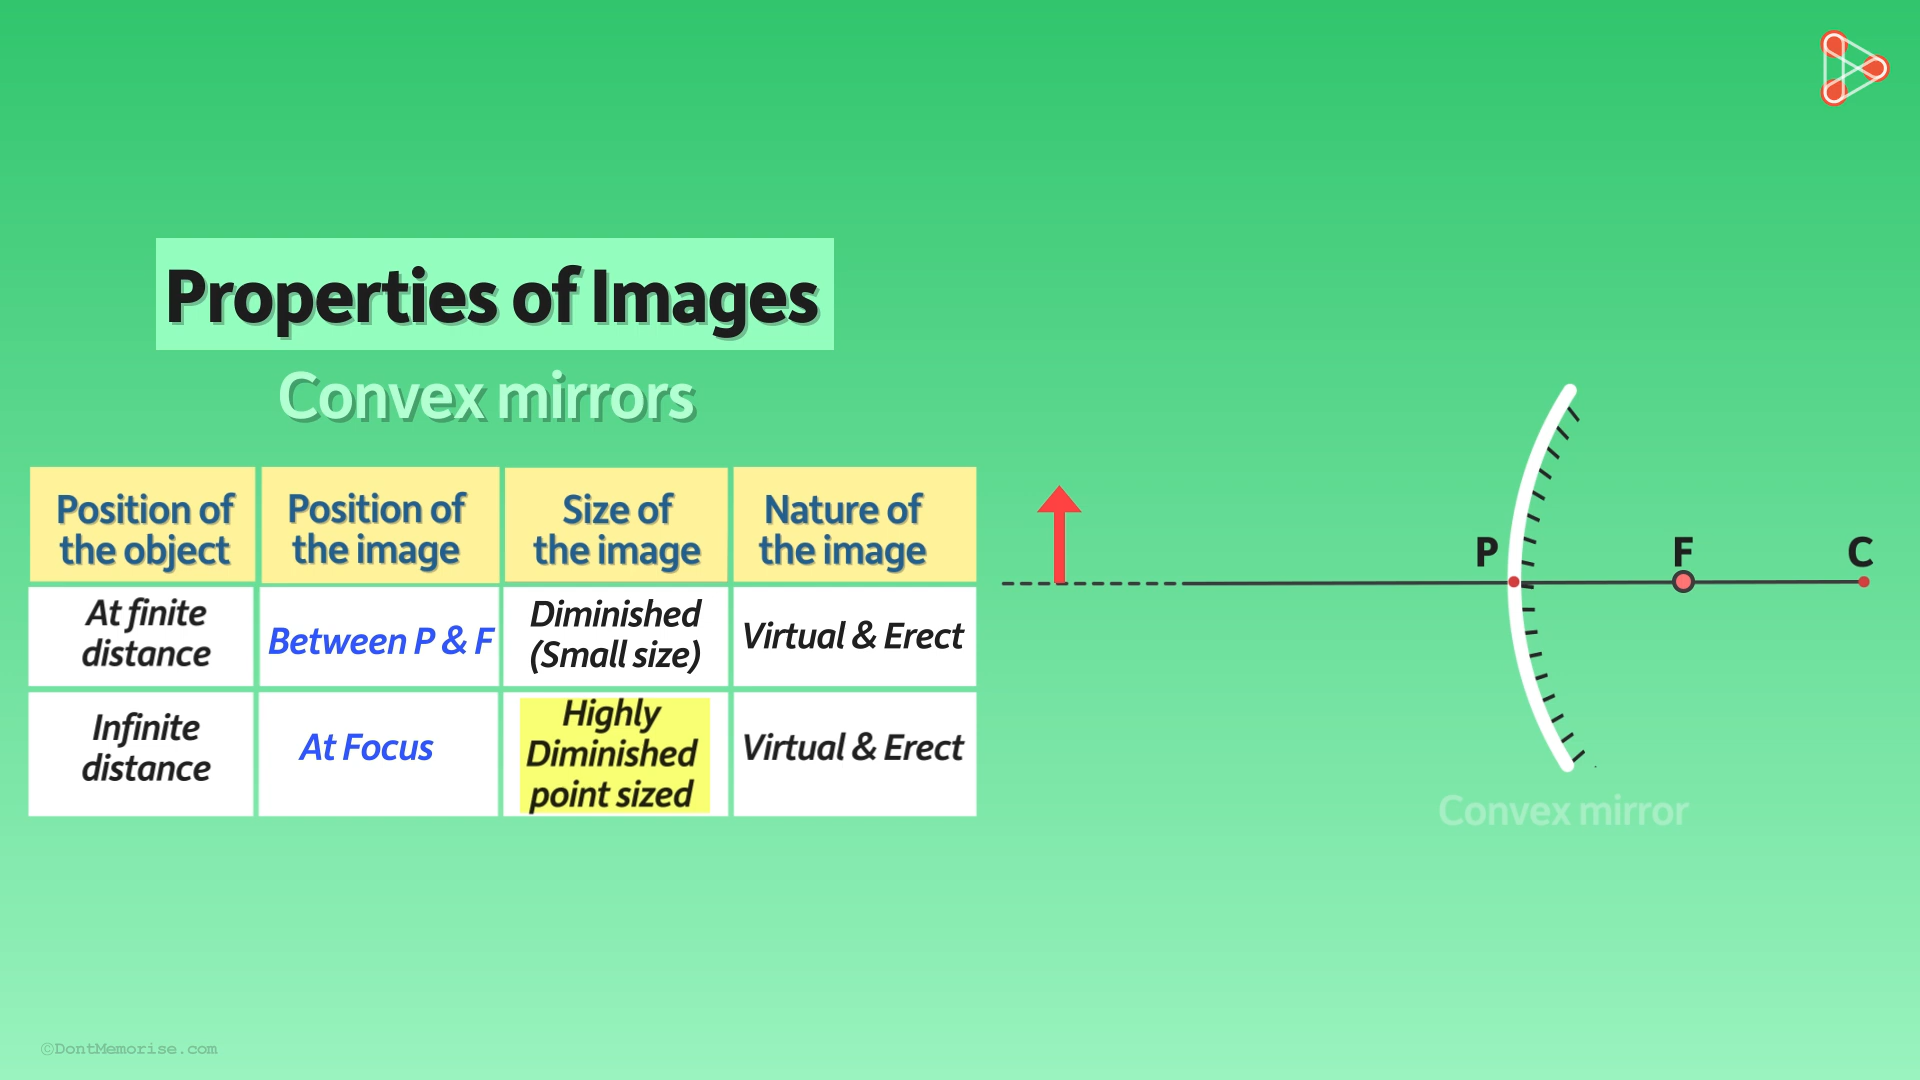 Properties of Images
Convex mirrors
Position of
the object
Position of
the image
Size of
the image
Nature of
the image
At finite
distance
Between P & F
Diminished
(Small size)
Virtual & Erect
Infinite
distance
At Focus
Highly
Diminished
point sized
Virtual & Erect
P
F
C
Convex mirror
©DontMemorise.com